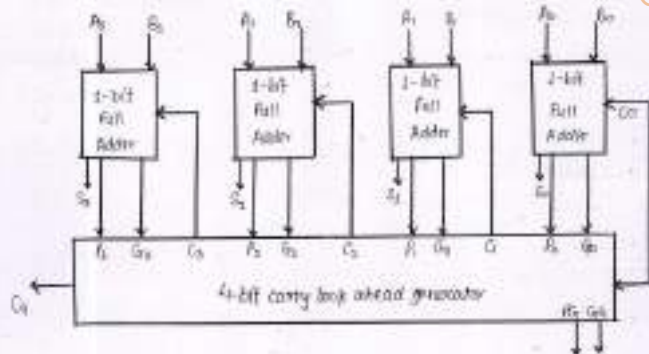 A3 B3 A2 B2 A1 B1 A0 B0
1-bit Full Adder
1-bit Full Adder
1-bit Full Adder
1-bit Full Adder
C0
S3 S2 S1 S0
P3 G3 C3 P2 G2 C2 P1 G1 C1 P0 G0
4-bit carry look ahead generator
C4